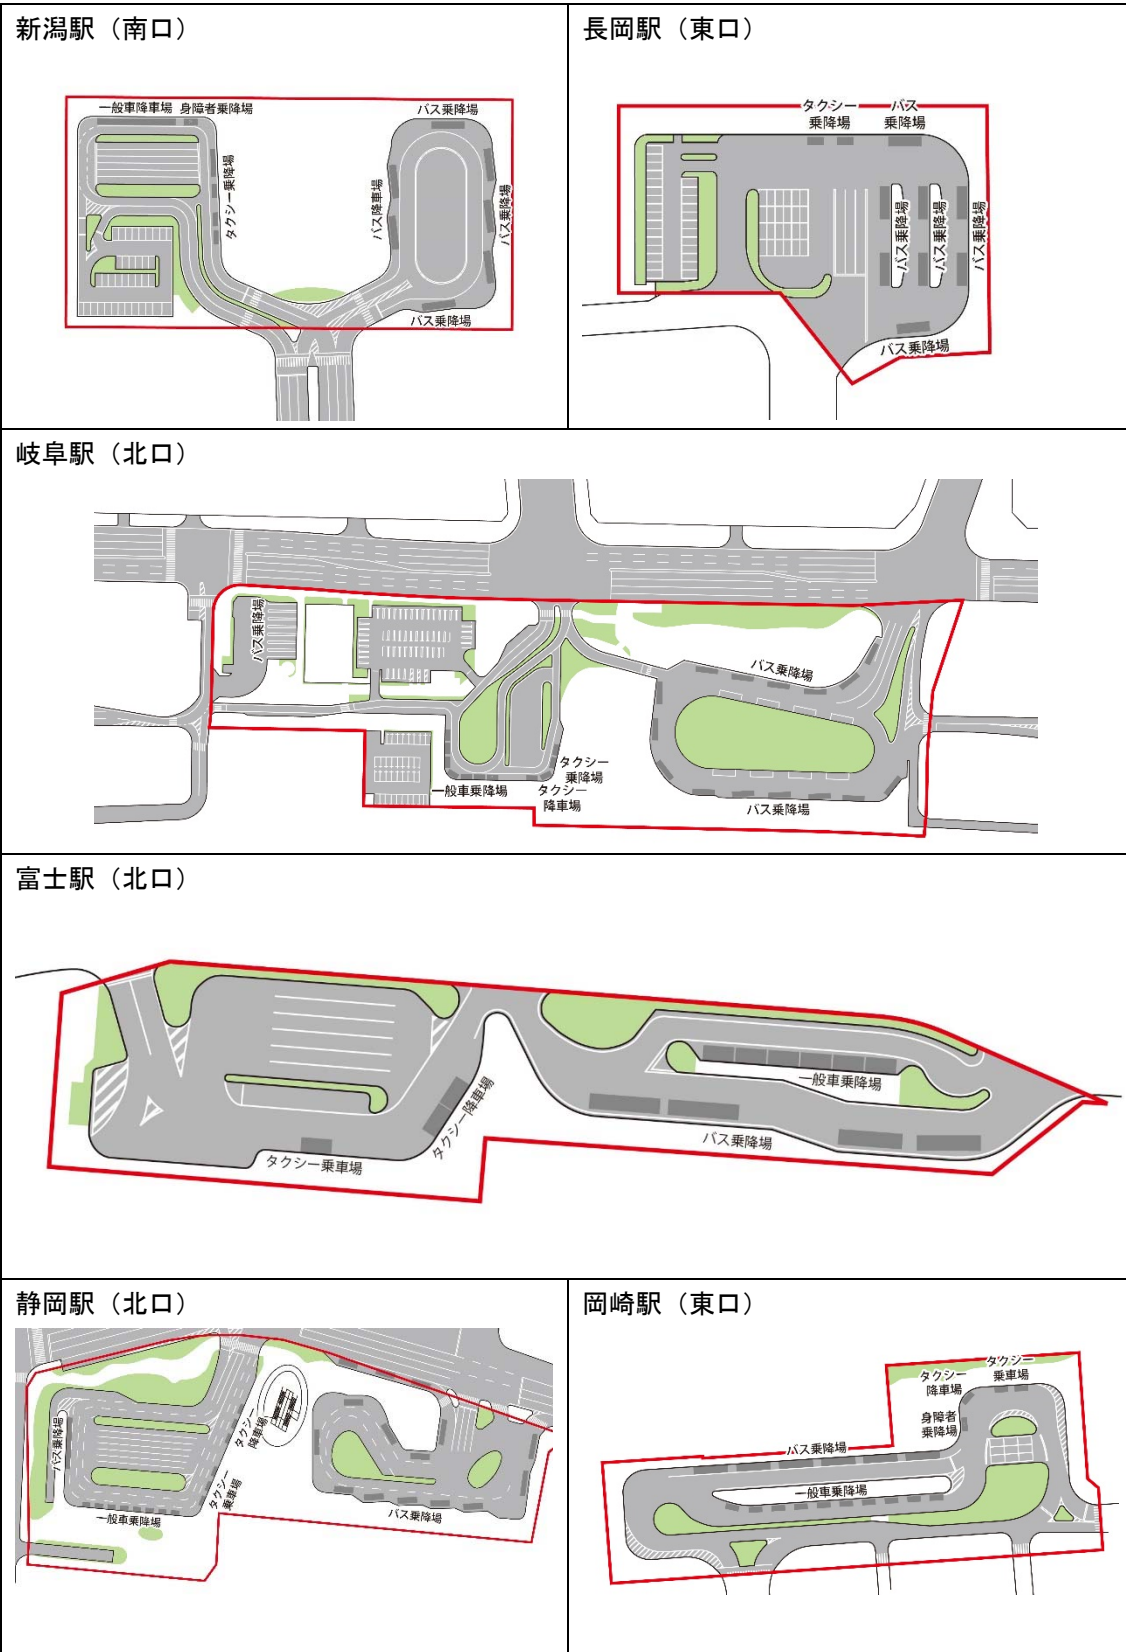 新潟駅（南口）
一般車降車場 身障者乗降場
バス乗降場
タクシー乗降場
バス降車場
バス乗降場
バス乗降場
長岡駅（東口）
タクシー
乗降場
バス
乗降場
バス乗降場
バス乗降場
バス乗降場
バス乗降場
岐阜駅（北口）
バス乗降場
バス乗降場
タクシー
乗降場
一般車乗降場
タクシー
降車場
バス乗降場
富士駅（北口）
一般車乗降場
タクシー降車場
バス乗降場
タクシー乗車場
静岡駅（北口）
バス乗降場
タクシー
降車場
タクシー
乗車場
一般車乗降場
バス乗降場
岡崎駅（東口）
タクシー
乗車場
タクシー
降車場
身障者
乗降場
バス乗降場
一般車乗降場